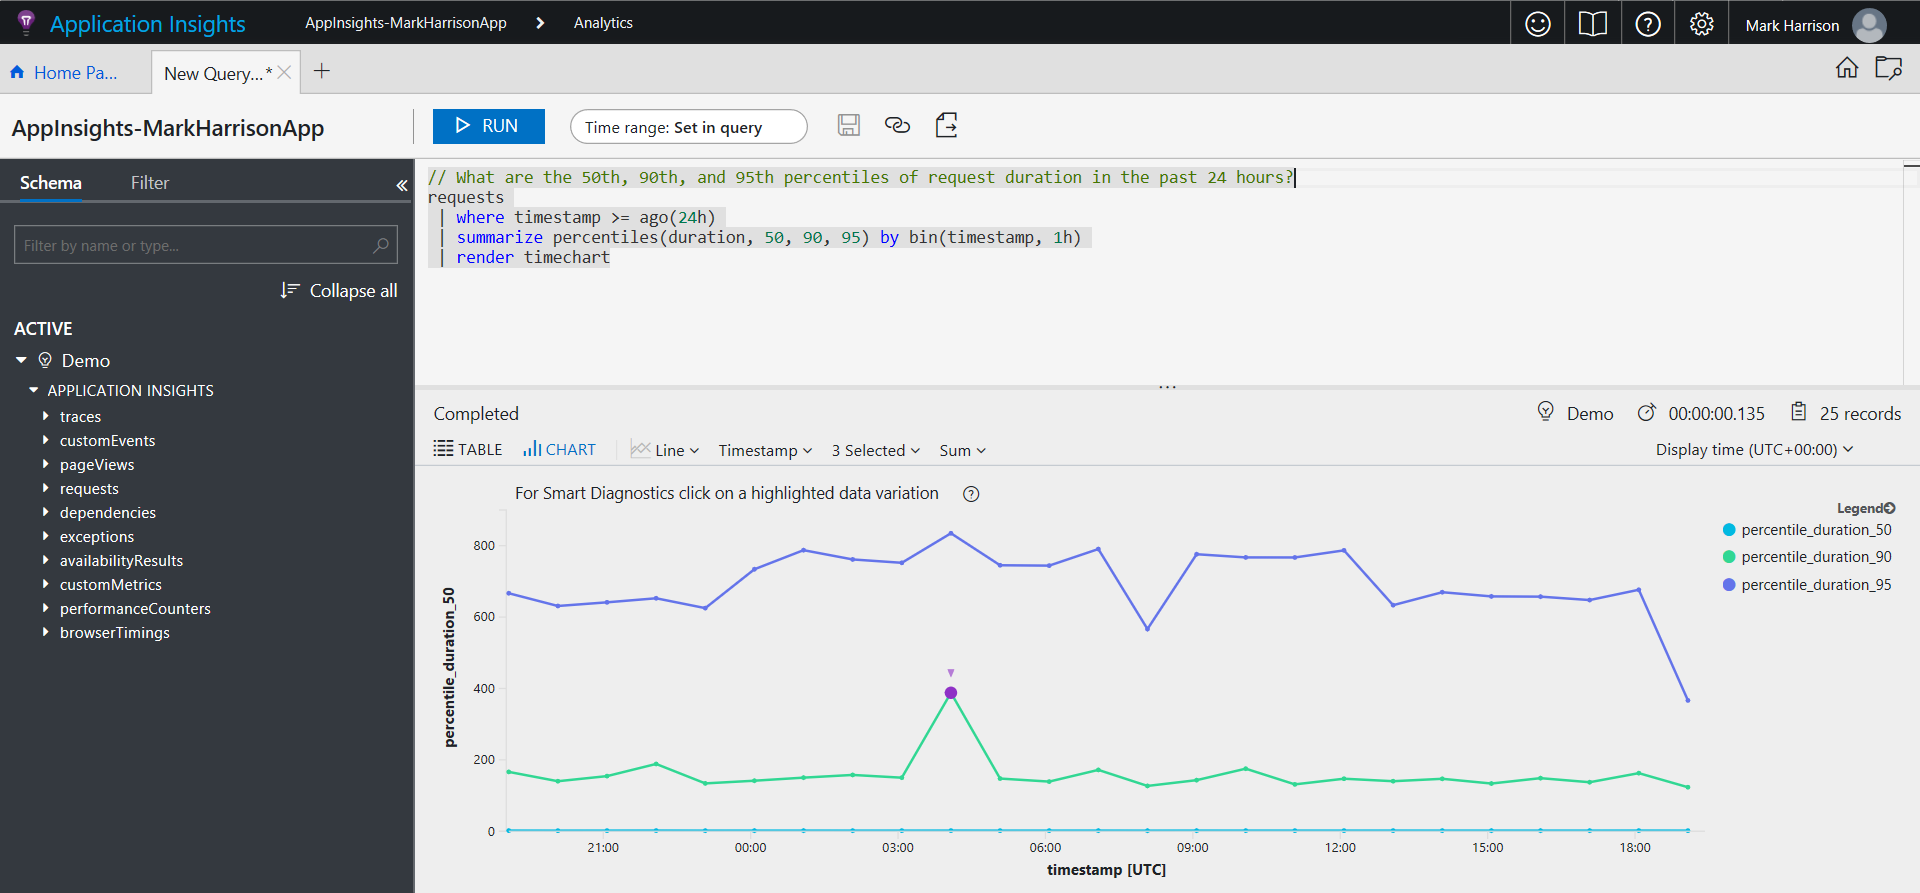 Application Insights
AppInsights-MarkHarrisonApp
Analytics
Mark Harrison
Home Pa...
New Query...*
AppInsights-MarkHarrisonApp
RUN
Time range: Set in query
Schema
Filter
Filter by name or type...
Collapse all
ACTIVE
Demo
APPLICATION INSIGHTS
traces
customEvents
pageViews
requests
dependencies
exceptions
availabilityResults
customMetrics
performanceCounters
browserTimings
// What are the 50th, 90th, and 95th percentiles of request duration in the past 24 hours?
requests
| where timestamp >= ago(24h)
| summarize percentiles(duration, 50, 90, 95) by bin(timestamp, 1h)
| render timechart
Completed
Demo
00:00:00.135
25 records
TABLE
CHART
Line
Timestamp
3 Selected
Sum
Display time (UTC+00:00)
For Smart Diagnostics click on a highlighted data variation
Legend
percentile_duration_50
percentile_duration_90
percentile_duration_95
percentile_duration_50
800
600
400
200
0
21:00
00:00
03:00
06:00
09:00
12:00
15:00
18:00
timestamp [UTC]